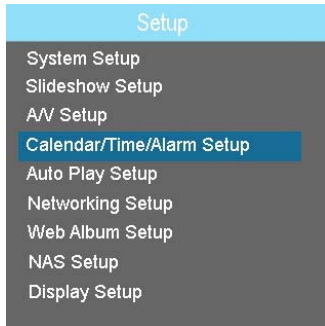 Setup
System Setup
Slideshow Setup
A/V Setup
Calendar/Time/Alarm Setup
Auto Play Setup
Networking Setup
Web Album Setup
NAS Setup
Display Setup